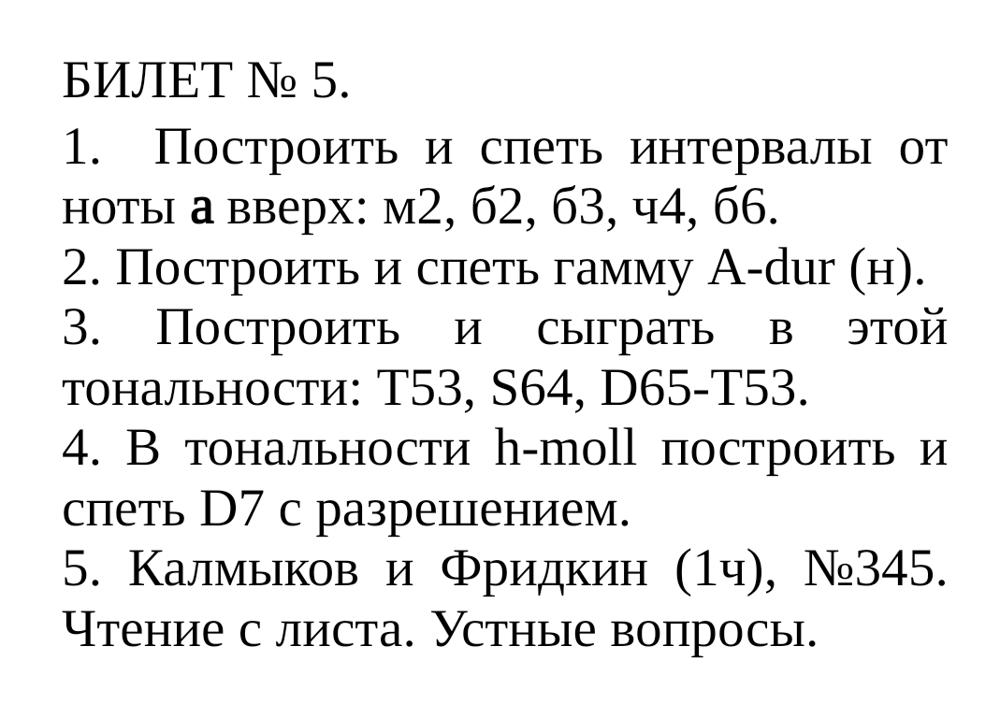 БИЛЕТ № 5.
1. Построить и спеть интервалы от
ноты а вверх: м2, б2, б3, ч4, б6.
2. Построить и спеть гамму A-dur (н).
3. Построить и сыграть в этой
тональности: T53, S64, D65-T53.
4. В тональности h-moll построить и
спеть D7 с разрешением.
5. Калмыков и Фридкин (1ч), №345.
Чтение с листа. Устные вопросы.